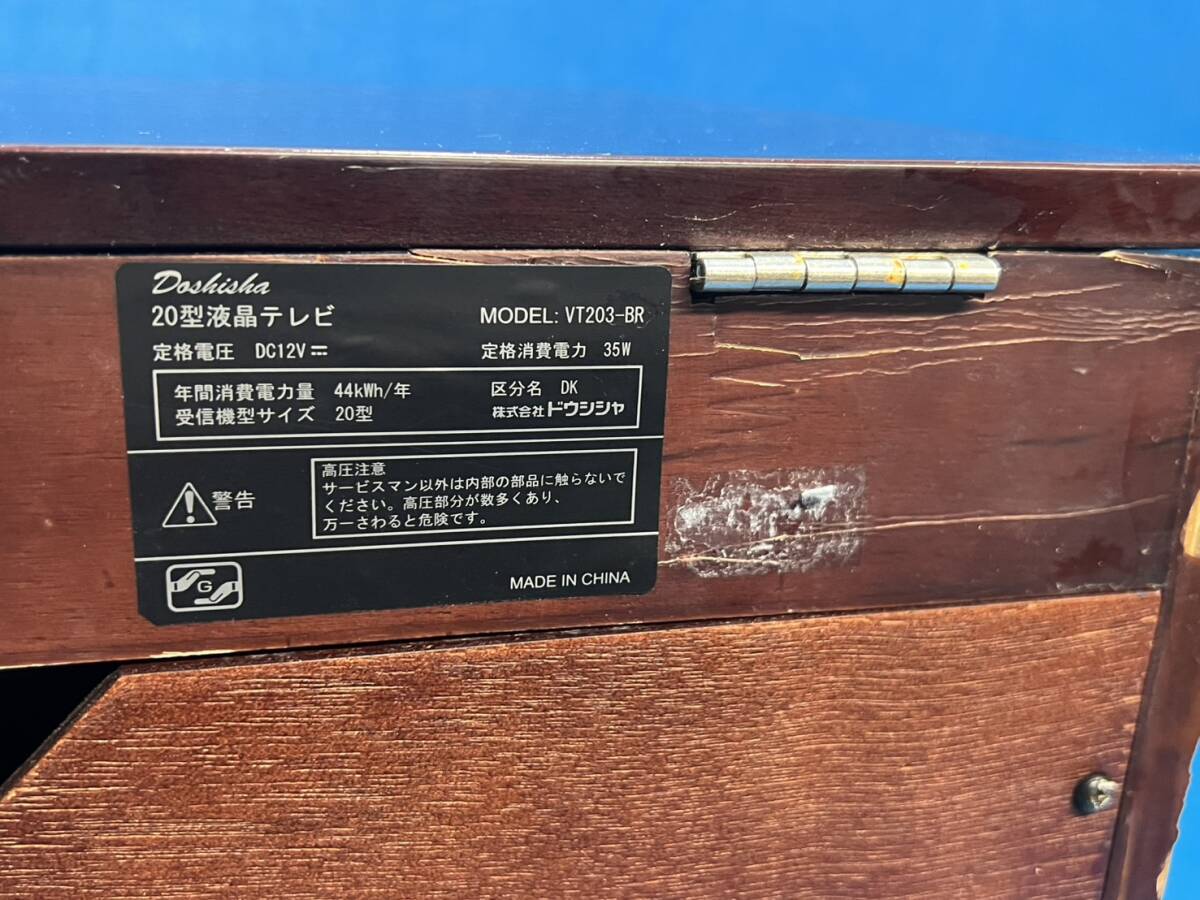 Doshisha
20型液晶テレビ MODEL: VT203-BR
定格電圧 DC12V⎓ 定格消費電力 35W
年間消費電力量 44kWh/年 区分名 DK
受信機型サイズ 20型 株式会社ドウシシャ
警告
高圧注意
サービスマン以外は内部の部品に触らないで
ください。高圧部分が数多くあり、
万一さわると危険です。
G
MADE IN CHINA